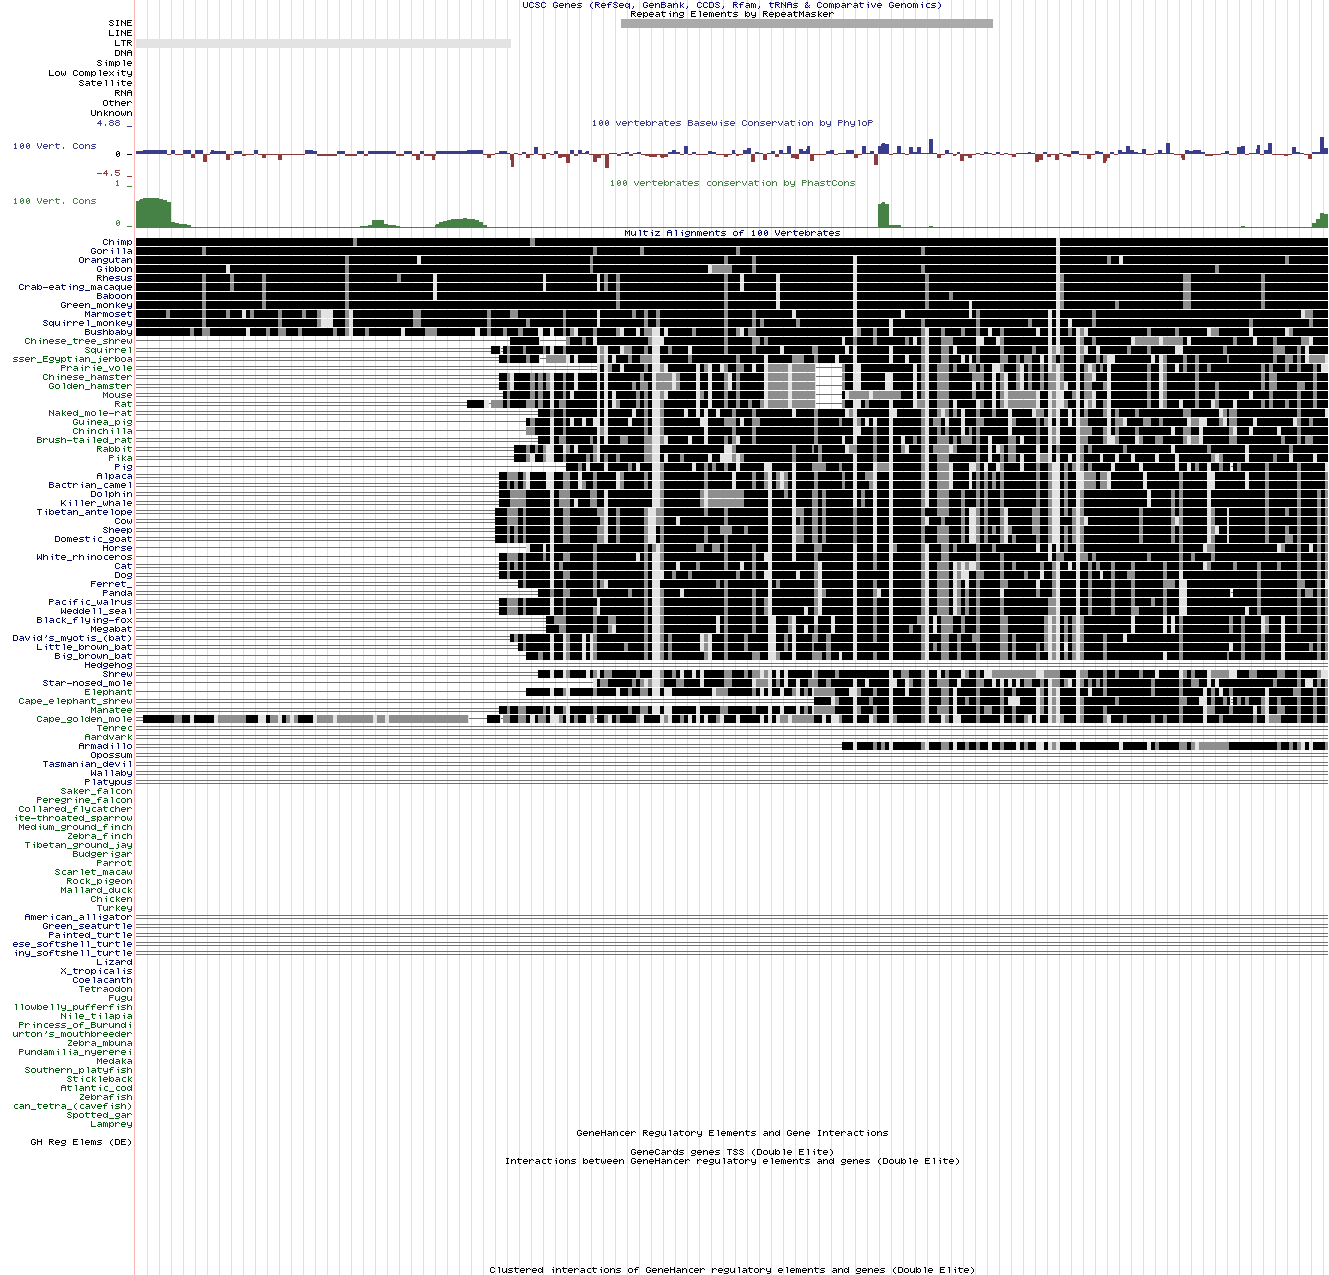 UCSC Genes (RefSeq, GenBank, CCDS, Rfam, tRNAs & Comparative Genomics)
Repeating Elements by RepeatMasker
SINE
LINE
LTR
DNA
Simple
Low Complexity
Satellite
RNA
Other
Unknown
4.88 _
100 vertebrates Basewise Conservation by PhyloP
100 Vert. Cons
0 -
-4.5 _
1 _
100 vertebrates conservation by PhastCons
100 Vert. Cons
0 _
Multiz Alignments of 100 Vertebrates
Chimp
Gorilla
Orangutan
Gibbon
Rhesus
Crab-eating_macaque
Baboon
Green_monkey
Marmoset
Squirrel_monkey
Bushbaby
Chinese_tree_shrew
Squirrel
sser_Egyptian_jerboa
Prairie_vole
Chinese_hamster
Golden_hamster
Mouse
Rat
Naked_mole-rat
Guinea_pig
Chinchilla
Brush-tailed_rat
Rabbit
Pika
Pig
Alpaca
Bactrian_camel
Dolphin
Killer_whale
Tibetan_antelope
Cow
Sheep
Domestic_goat
Horse
White_rhinoceros
Cat
Dog
Ferret_
Panda
Pacific_walrus
Weddell_seal
Black_flying-fox
Megabat
David's_myotis_(bat)
Little_brown_bat
Big_brown_bat
Hedgehog
Shrew
Star-nosed_mole
Elephant
Cape_elephant_shrew
Manatee
Cape_golden_mole
Tenrec
Aardvark
Armadillo
Opossum
Tasmanian_devil
Wallaby
Platypus
Saker_falcon
Peregrine_falcon
Collared_flycatcher
ite-throated_sparrow
Medium_ground_finch
Zebra_finch
Tibetan_ground_jay
Budgerigar
Parrot
Scarlet_macaw
Rock_pigeon
Mallard_duck
Chicken
Turkey
American_alligator
Green_seaturtle
Painted_turtle
ese_softshell_turtle
iny_softshell_turtle
Lizard
X_tropicalis
Coelacanth
Tetraodon
Fugu
llowbelly_pufferfish
Nile_tilapia
Princess_of_Burundi
urton's_mouthbreeder
Zebra_mbuna
Pundamilia_nyererei
Medaka
Southern_platyfish
Stickleback
Atlantic_cod
Zebrafish
can_tetra_(cavefish)
Spotted_gar
Lamprey
GeneHancer Regulatory Elements and Gene Interactions
GH Reg Elems (DE)
GeneCards genes TSS (Double Elite)
Interactions between GeneHancer regulatory elements and genes (Double Elite)
Clustered interactions of GeneHancer regulatory elements and genes (Double Elite)